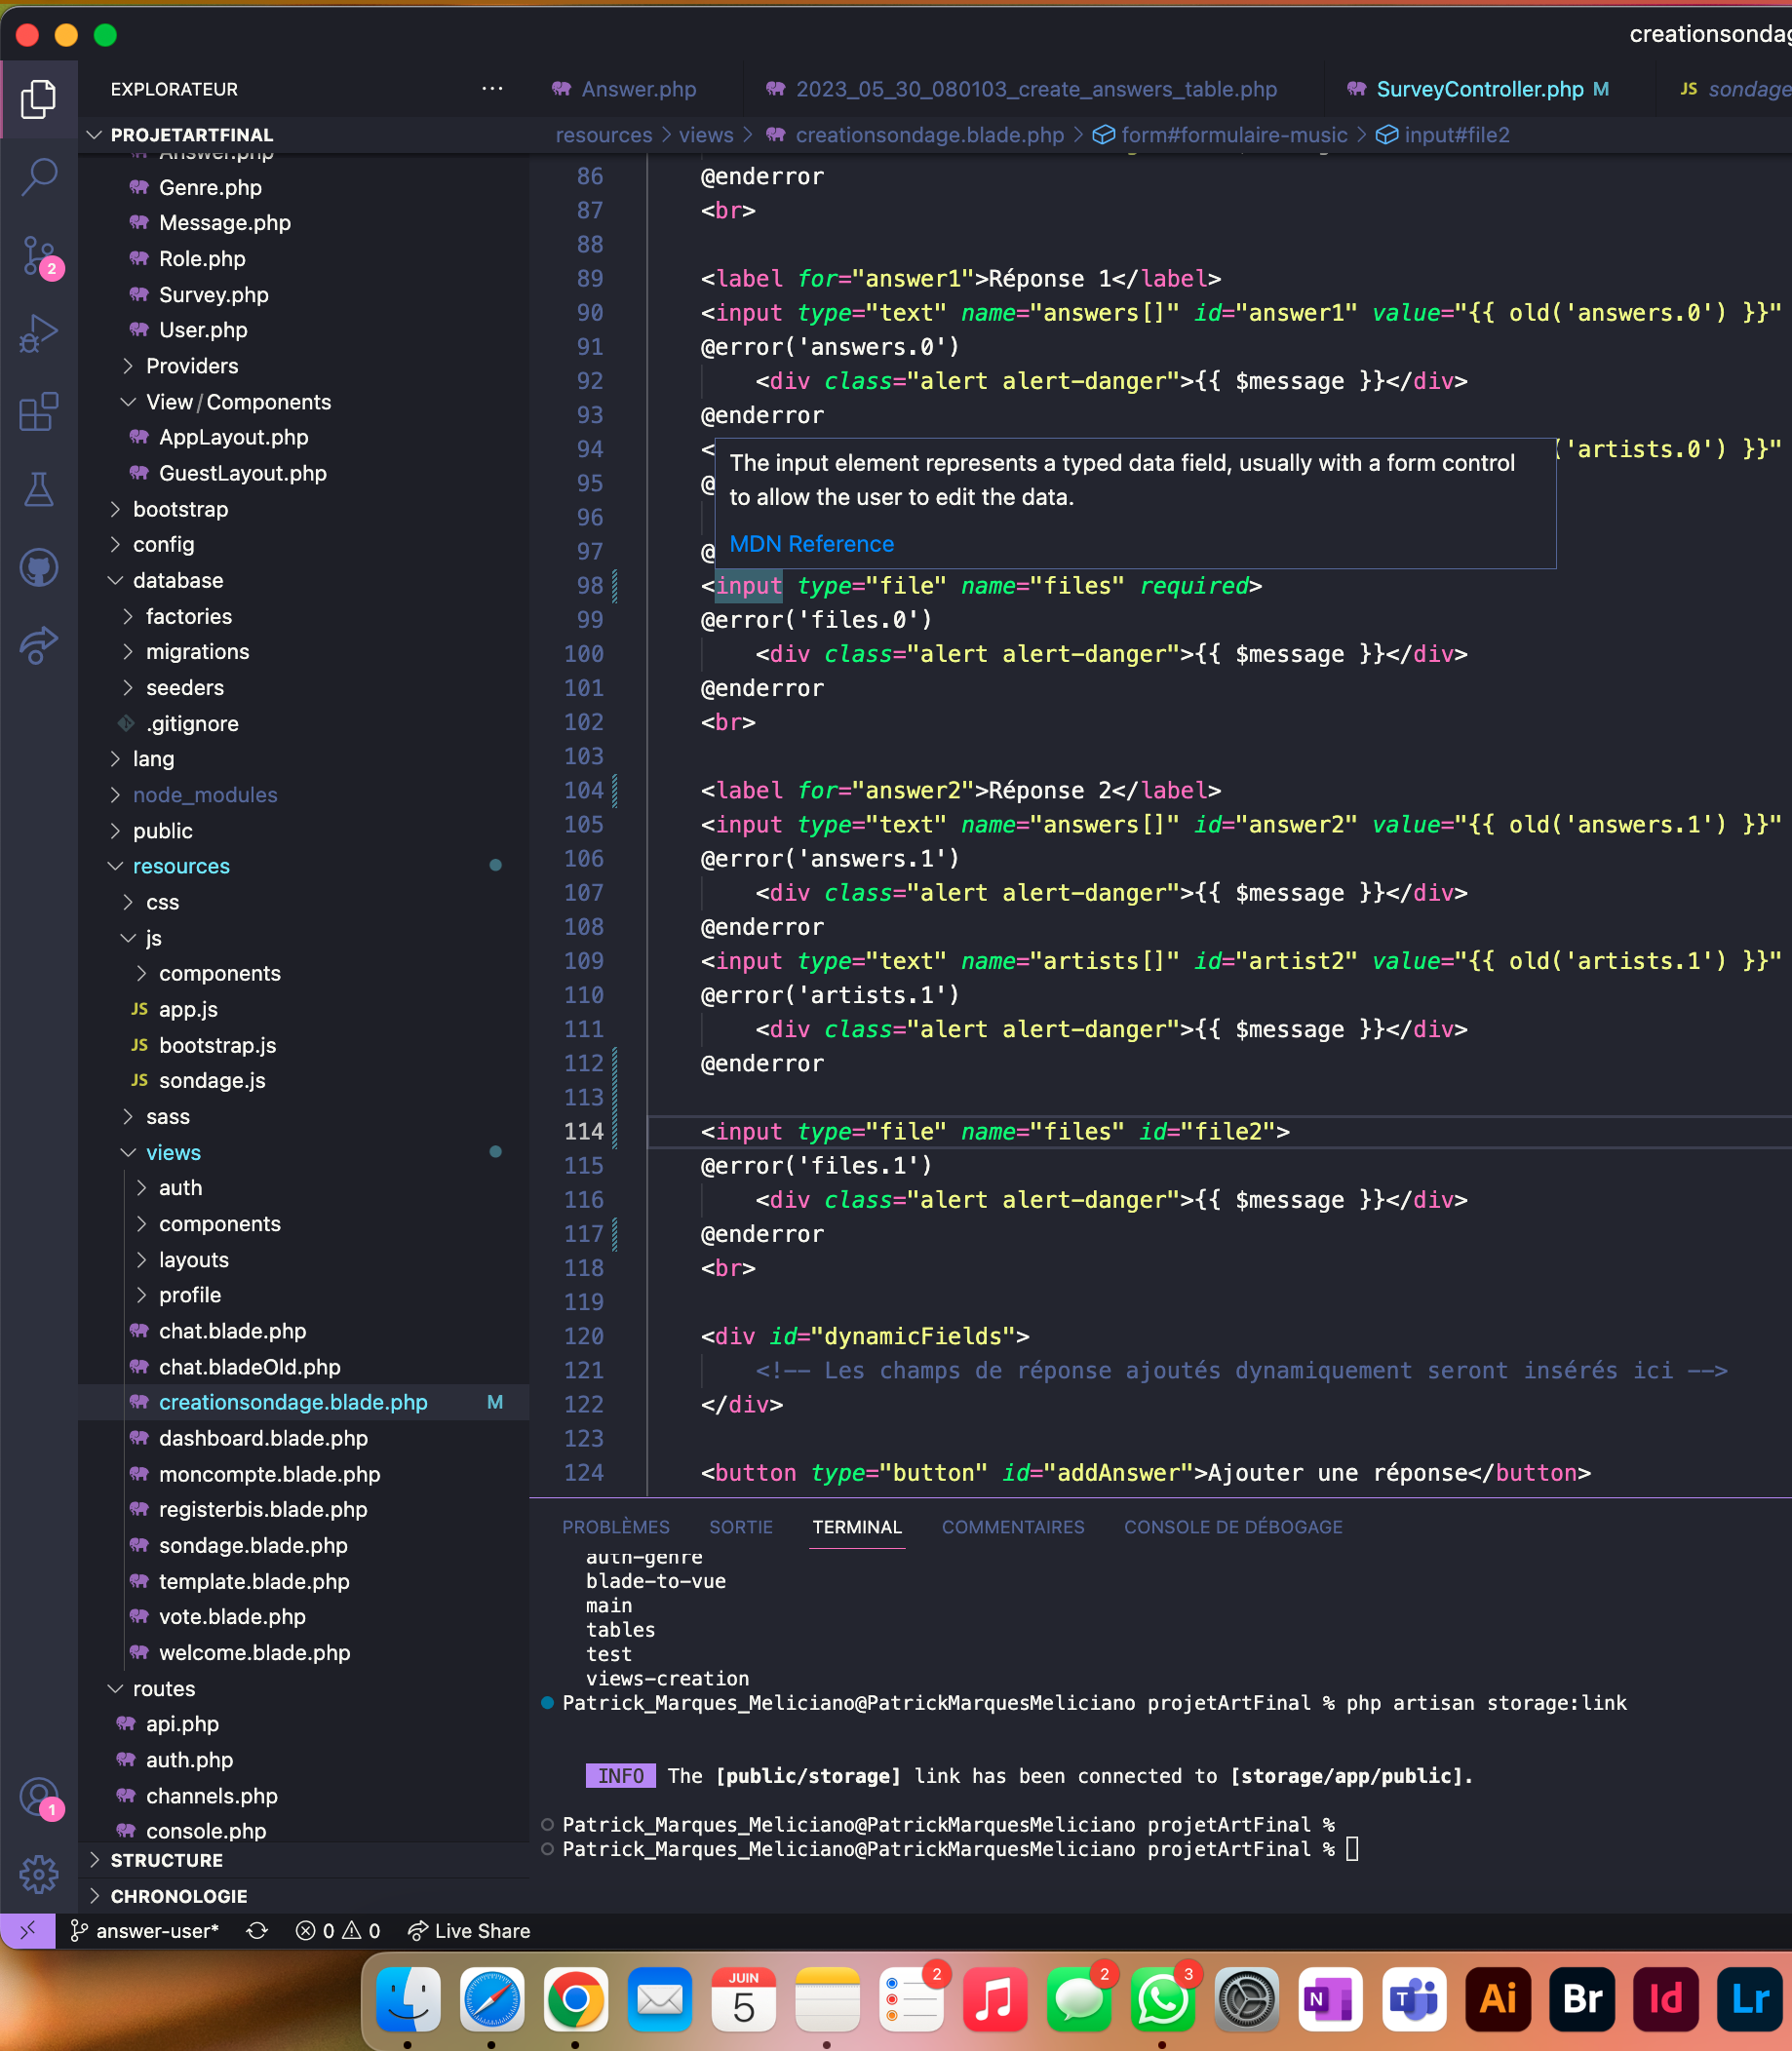 creationsondag
EXPLORATEUR
Answer.php
2023_05_30_080103_create_answers_table.php
SurveyController.php M
JS sondage
PROJETARTFINAL
resources > views > creationsondage.blade.php > form#formulaire-music > input#file2
Answer.php
Genre.php
Message.php
Role.php
Survey.php
User.php
Providers
View/Components
AppLayout.php
GuestLayout.php
bootstrap
config
database
factories
migrations
seeders
.gitignore
lang
node_modules
public
resources
css
js
components
JS app.js
JS bootstrap.js
JS sondage.js
sass
views
auth
components
layouts
profile
chat.blade.php
chat.bladeOld.php
creationsondage.blade.php M
dashboard.blade.php
moncompte.blade.php
registerbis.blade.php
sondage.blade.php
template.blade.php
vote.blade.php
welcome.blade.php
routes
api.php
auth.php
channels.php
console.php
STRUCTURE
CHRONOLOGIE
2
1
86 @enderror
87 <br>
88
89 <label for="answer1">Réponse 1</label>
90 <input type="text" name="answers[]" id="answer1" value="{{ old('answers.0') }}"
91 @error('answers.0')
92 <div class="alert alert-danger">{{ $message }}</div>
93 @enderror
94 < ('artists.0') }}"
95 @
96
97 @
The input element represents a typed data field, usually with a form control
to allow the user to edit the data.
MDN Reference
98 <input type="file" name="files" required>
99 @error('files.0')
100 <div class="alert alert-danger">{{ $message }}</div>
101 @enderror
102 <br>
103
104 <label for="answer2">Réponse 2</label>
105 <input type="text" name="answers[]" id="answer2" value="{{ old('answers.1') }}"
106 @error('answers.1')
107 <div class="alert alert-danger">{{ $message }}</div>
108 @enderror
109 <input type="text" name="artists[]" id="artist2" value="{{ old('artists.1') }}"
110 @error('artists.1')
111 <div class="alert alert-danger">{{ $message }}</div>
112 @enderror
113
114 <input type="file" name="files" id="file2">
115 @error('files.1')
116 <div class="alert alert-danger">{{ $message }}</div>
117 @enderror
118 <br>
119
120 <div id="dynamicFields">
121 <!-- Les champs de réponse ajoutés dynamiquement seront insérés ici -->
122 </div>
123
124 <button type="button" id="addAnswer">Ajouter une réponse</button>
PROBLÈMES SORTIE TERMINAL COMMENTAIRES CONSOLE DE DÉBOGAGE
auth-genre
blade-to-vue
main
tables
test
views-creation
Patrick_Marques_Meliciano@PatrickMarquesMeliciano projetArtFinal % php artisan storage:link
INFO The [public/storage] link has been connected to [storage/app/public].
Patrick_Marques_Meliciano@PatrickMarquesMeliciano projetArtFinal %
Patrick_Marques_Meliciano@PatrickMarquesMeliciano projetArtFinal %
answer-user* 0 0 Live Share
JUIN
5
2
2
3
N
T
Ai
Br
Id
Lr